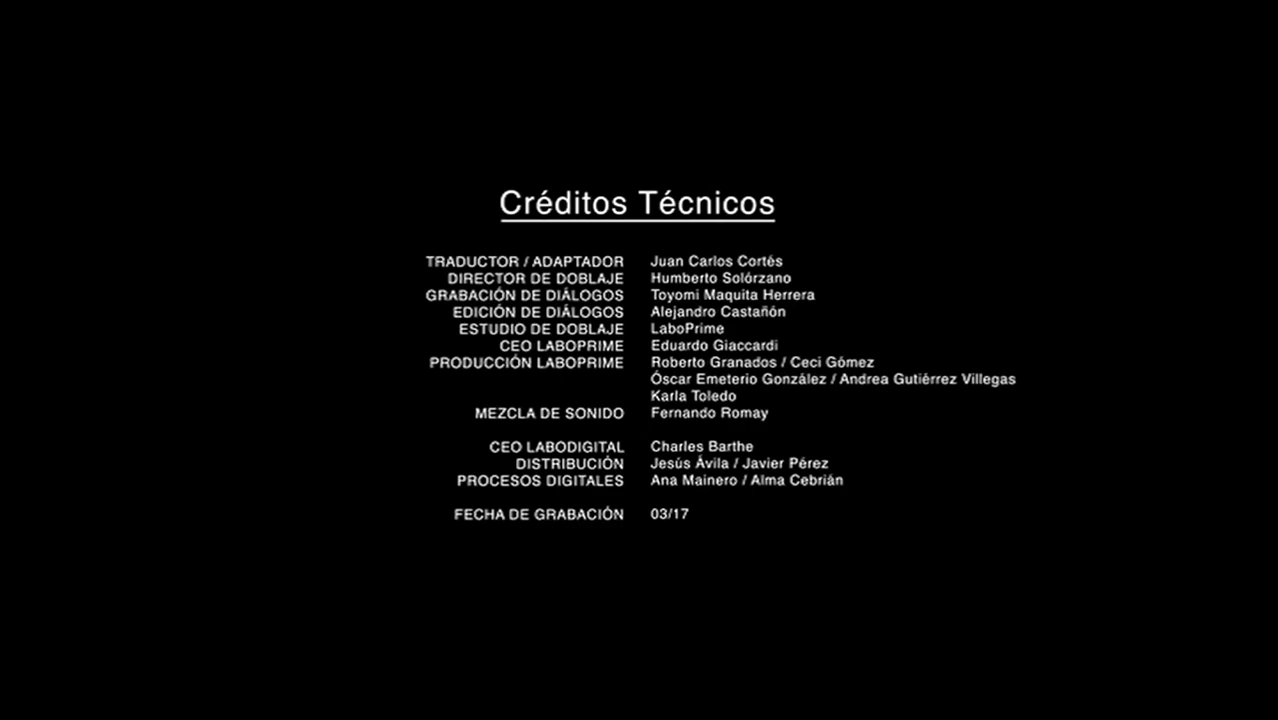 Créditos Técnicos
TRADUCTOR / ADAPTADOR Juan Carlos Cortés
DIRECTOR DE DOBLAJE Humberto Solórzano
GRABACIÓN DE DIÁLOGOS Toyomi Maquita Herrera
EDICIÓN DE DIÁLOGOS Alejandro Castañón
ESTUDIO DE DOBLAJE LaboPrime
CEO LABOPRIME Eduardo Giaccardi
PRODUCCIÓN LABOPRIME Roberto Granados / Ceci Gómez
Óscar Emeterio González / Andrea Gutiérrez Villegas
Karla Toledo
MEZCLA DE SONIDO Fernando Romay
CEO LABODIGITAL Charles Barthe
DISTRIBUCIÓN Jesús Ávila / Javier Pérez
PROCESOS DIGITALES Ana Mainero / Alma Cebrián
FECHA DE GRABACIÓN 03/17